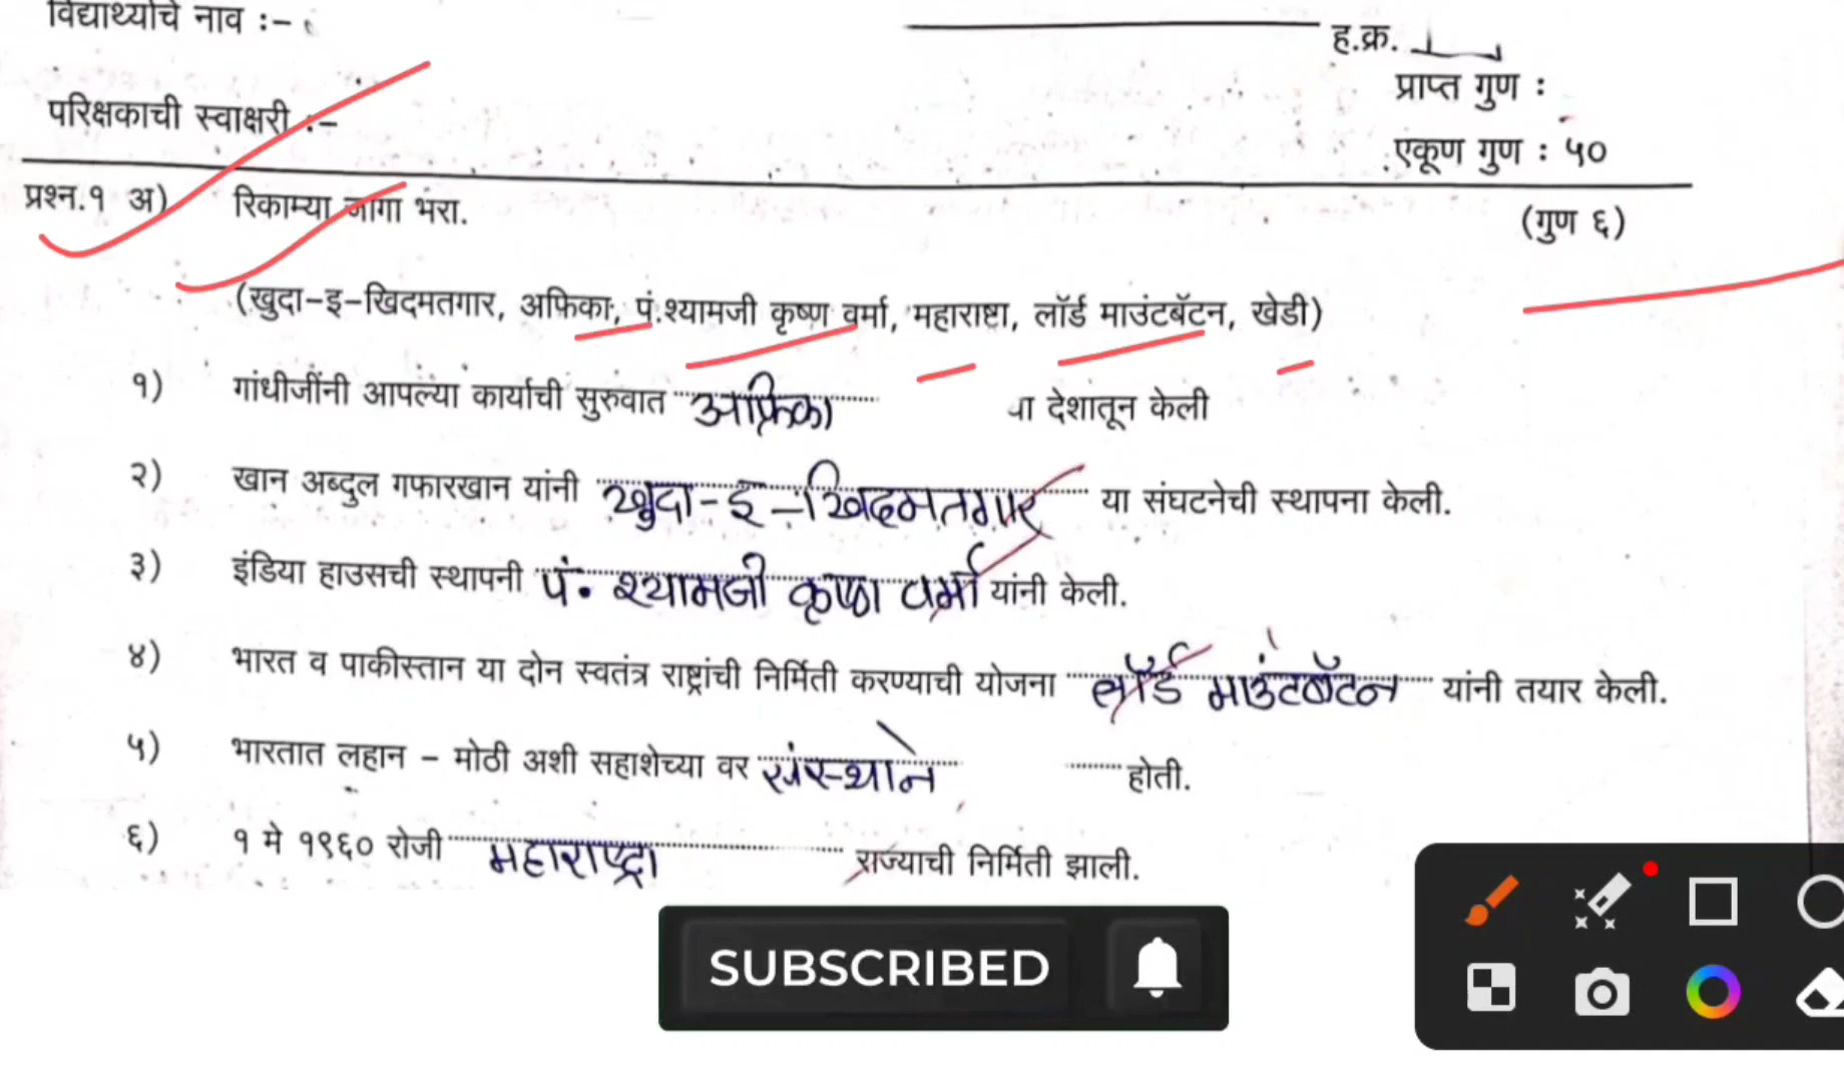 विद्यार्थ्याचे नाव :-
ह.क्र.
प्राप्त गुण :
परिक्षकाची स्वाक्षरी :-
एकूण गुण : ५०
प्रश्न.१ अ) रिकाम्या जागा भरा. (गुण ६)
(खुदा-इ-खिदमतगार, अफ्रिका, पं.श्यामजी कृष्ण वर्मा, महाराष्ट्रा, लॉर्ड माउंटबॅटन, खेडी)
१) गांधीजींनी आपल्या कार्याची सुरुवात आफ्रिका या देशातून केली
२) खान अब्दुल गफारखान यांनी खुदा-इ-खिदमतगार या संघटनेची स्थापना केली.
३) इंडिया हाउसची स्थापनी पं. श्यामजी कृष्ण वर्मा यांनी केली.
४) भारत व पाकीस्तान या दोन स्वतंत्र राष्ट्रांची निर्मिती करण्याची योजना लॉर्ड माउंटबॅटन यांनी तयार केली.
५) भारतात लहान - मोठी अशी सहाशेच्या वर संस्थाने होती.
६) १ मे १९६० रोजी महाराष्ट्रा राज्याची निर्मिती झाली.
SUBSCRIBED